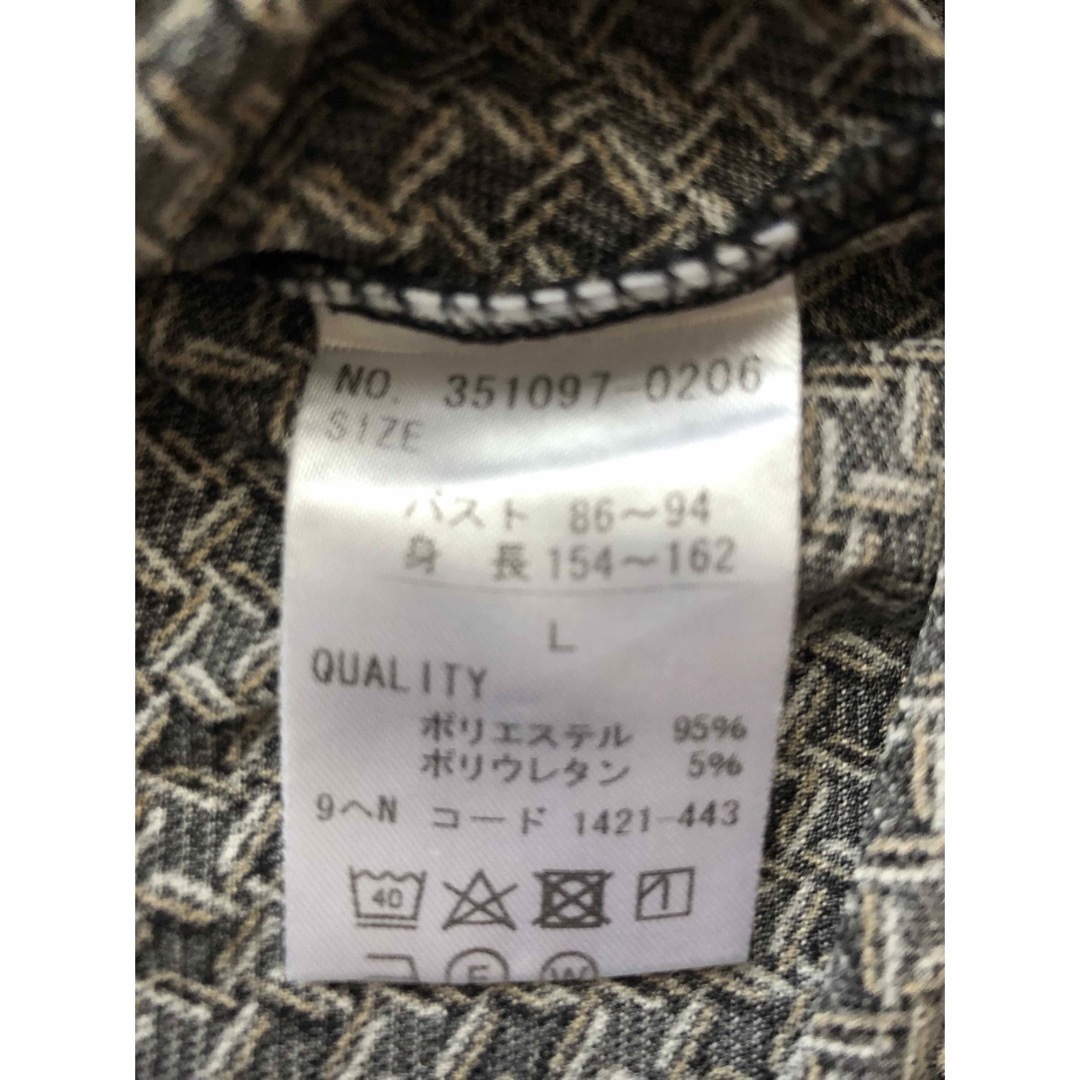 NO. 351097-0206
SIZE
バスト 86～94
身 長 154～162
L
QUALITY
ポリエステル 95%
ポリウレタン 5%
9へN コード 1421-443
40
F
W